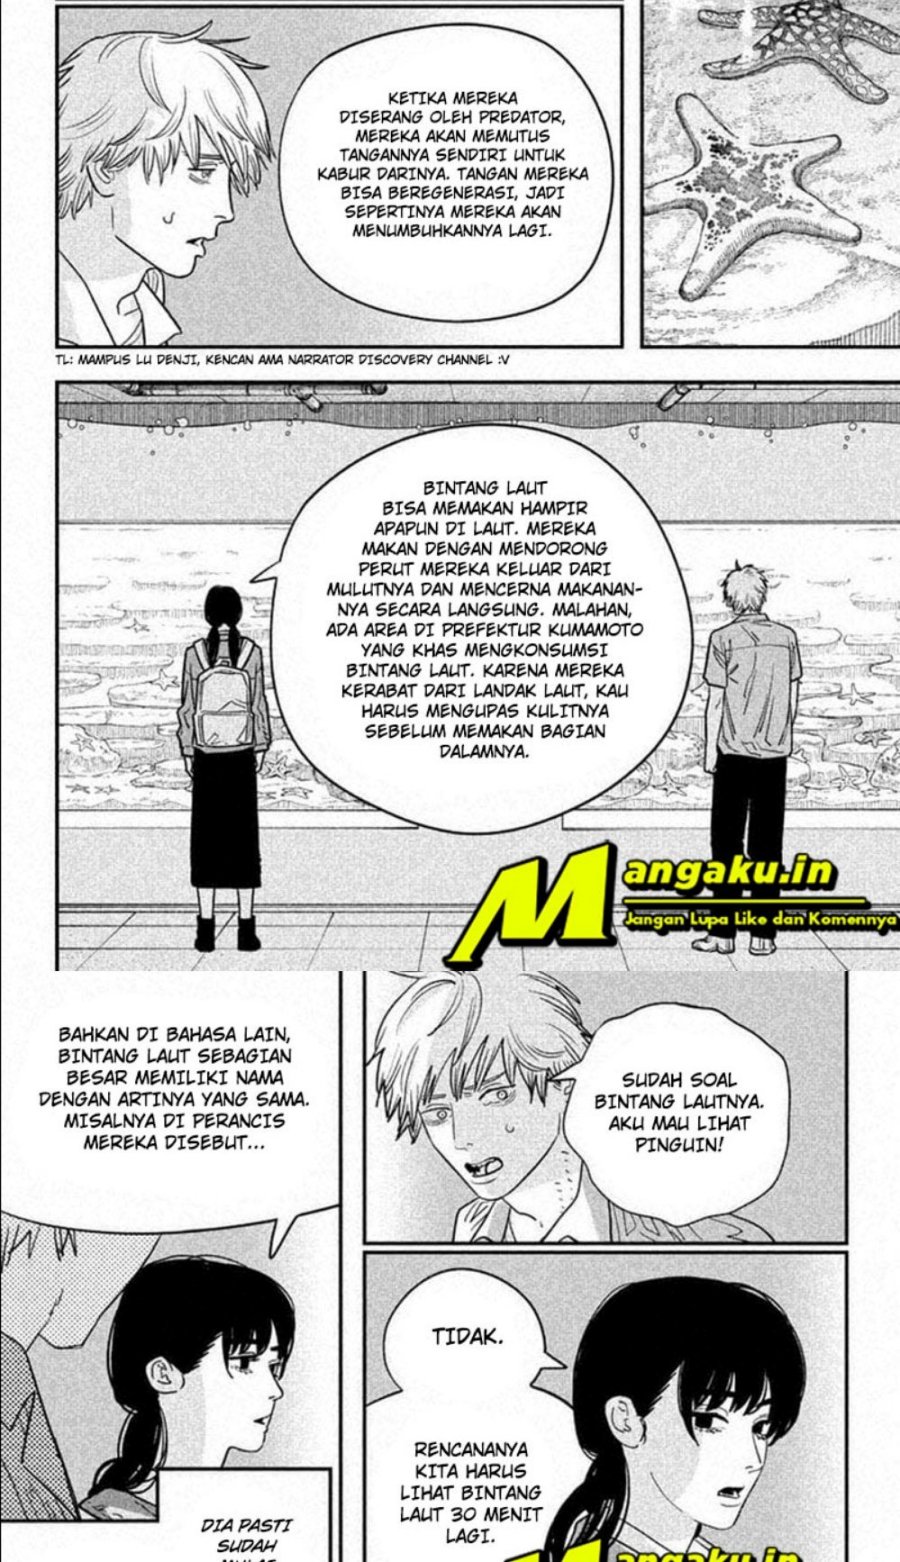 KETIKA MEREKA
DISERANG OLEH PREDATOR,
MEREKA AKAN MEMUTUS
TANGANNYA SENDIRI UNTUK
KABUR DARINYA. TANGAN MEREKA
BISA BEREGENERASI, JADI
SEPERTINYA MEREKA AKAN
MENUMBUHKANNYA LAGI.
TL: MAMPUS LU DENJI, KENCAN AMA NARRATOR DISCOVERY CHANNEL :V
BINTANG LAUT
BISA MEMAKAN HAMPIR
APAPUN DI LAUT. MEREKA
MAKAN DENGAN MENDORONG
PERUT MEREKA KELUAR DARI
MULUTNYA DAN MENCERNA MAKANAN-
NYA SECARA LANGSUNG. MALAHAN,
ADA AREA DI PREFEKTUR KUMAMOTO
YANG KHAS MENGKONSUMSI
BINTANG LAUT. KARENA MEREKA
KERABAT DARI LANDAK LAUT, KAU
HARUS MENGUPAS KULITNYA
SEBELUM MEMAKAN BAGIAN
DALAMNYA.
Mangaku.in
Jangan Lupa Like dan Komennya
BAHKAN DI BAHASA LAIN,
BINTANG LAUT SEBAGIAN
BESAR MEMILIKI NAMA
DENGAN ARTINYA YANG SAMA.
MISALNYA DI PERANCIS
MEREKA DISEBUT...
SUDAH SOAL
BINTANG LAUTNYA.
AKU MAU LIHAT
PINGUIN!
TIDAK.
RENCANANYA
KITA HARUS
LIHAT BINTANG
LAUT 30 MENIT
LAGI.
DIA PASTI
SUDAH
Mangaku.in